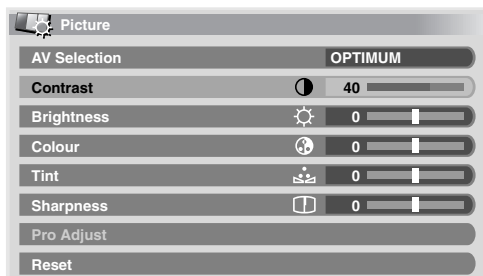 Picture
AV Selection OPTIMUM
Contrast 40
Brightness 0
Colour 0
Tint 0
Sharpness 0
Pro Adjust
Reset